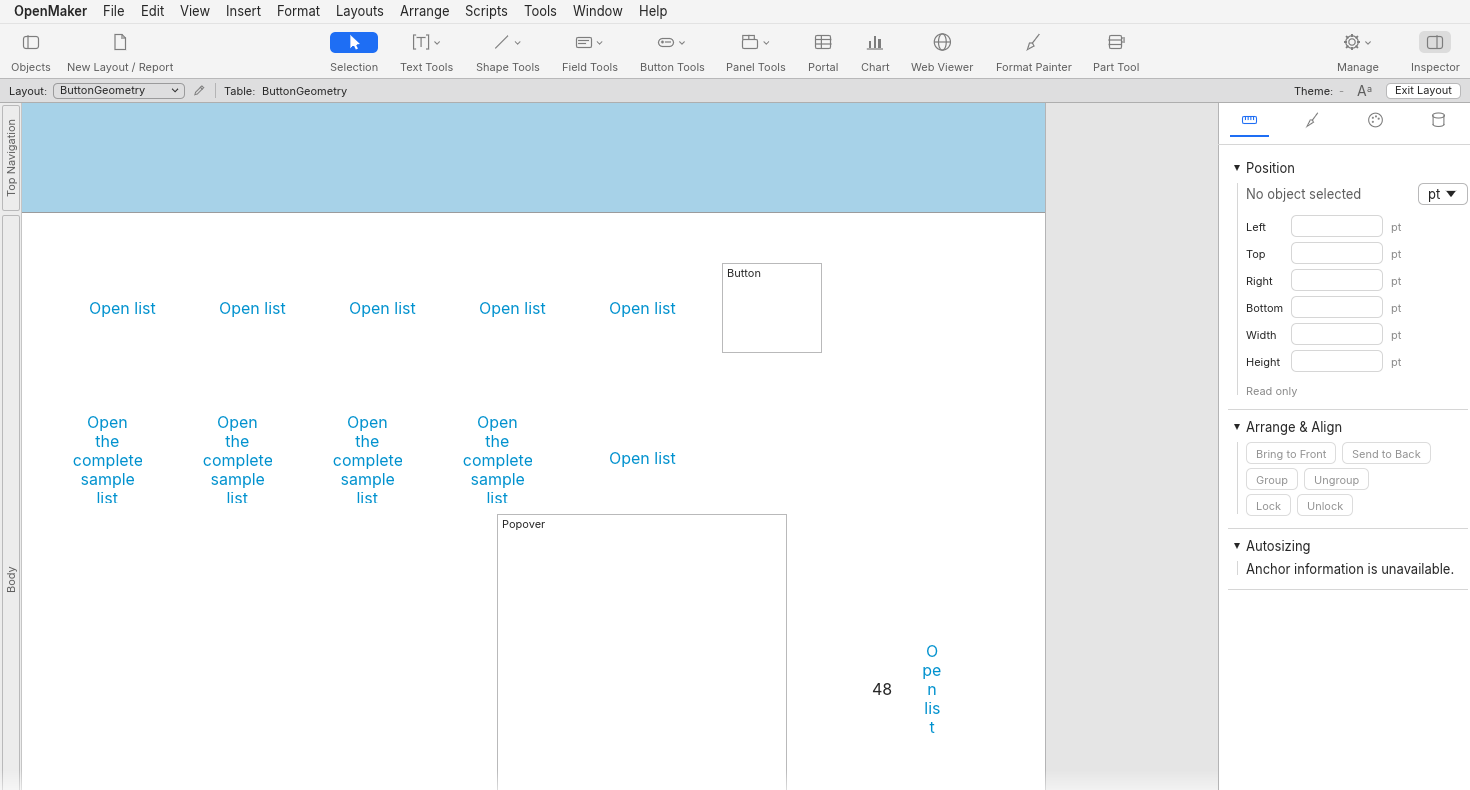 OpenMaker File Edit View Insert Format Layouts Arrange Scripts Tools Window Help
Objects New Layout / Report Selection Text Tools Shape Tools Field Tools Button Tools Panel Tools Portal Chart Web Viewer Format Painter Part Tool Manage Inspector
Layout: ButtonGeometry Table: ButtonGeometry Theme: - Aa Exit Layout
Top Navigation
Body
Open list Open list Open list Open list Open list
Button
Open
the
complete
sample
list
Open
the
complete
sample
list
Open
the
complete
sample
list
Open
the
complete
sample
list
Open list
Popover
48
O
pe
n
lis
t
Position
No object selected pt
Left pt
Top pt
Right pt
Bottom pt
Width pt
Height pt
Read only
Arrange & Align
Bring to Front Send to Back
Group Ungroup
Lock Unlock
Autosizing
Anchor information is unavailable.